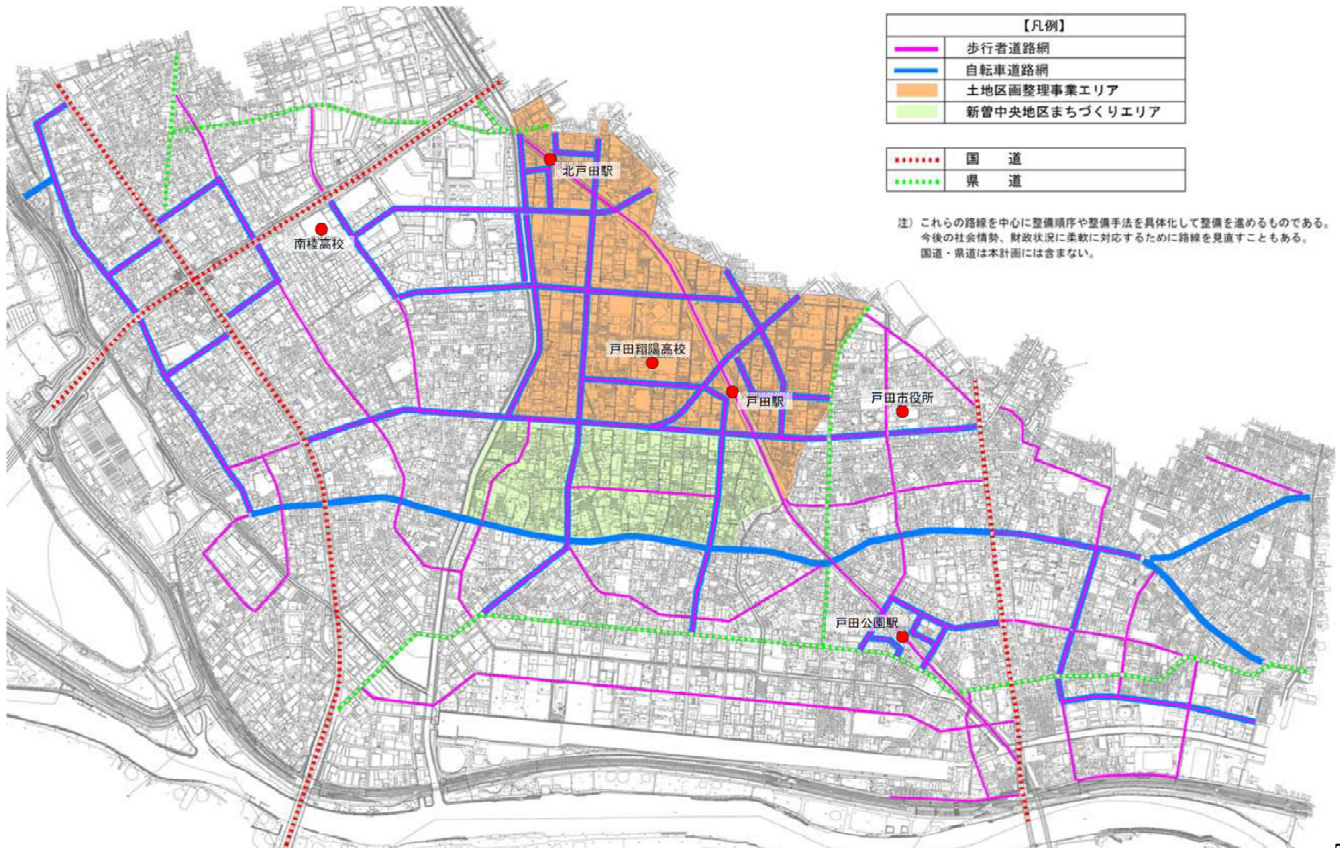 【凡例】
歩行者道路網
自転車道路網
土地区画整理事業エリア
新曽中央地区まちづくりエリア
国　道
県　道
注）これらの路線を中心に整備順序や整備手法を具体化して整備を進めるものである。
今後の社会情勢、財政状況に柔軟に対応するために路線を見直すこともある。
国道・県道は本計画には含まない。
北戸田駅
南稜高校
戸田翔陽高校
戸田駅
戸田市役所
戸田公園駅